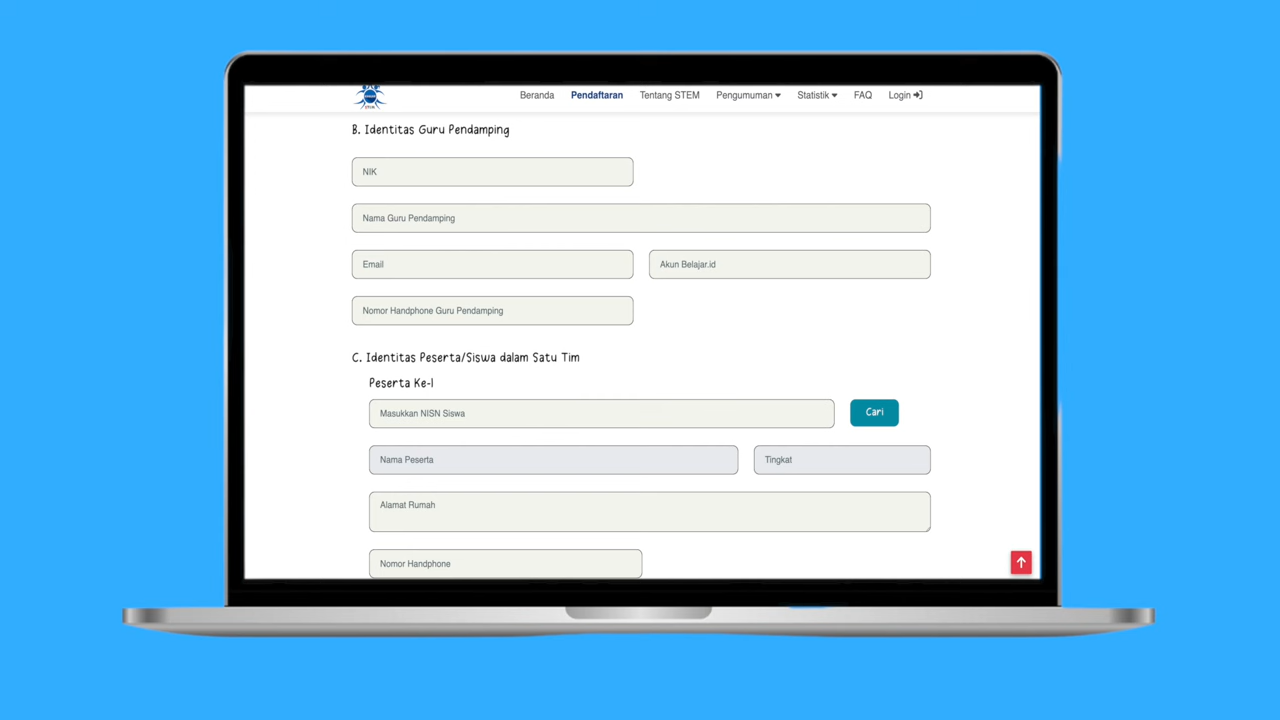 Beranda Pendaftaran Tentang STEM Pengumuman Statistik FAQ Login
B. Identitas Guru Pendamping
NIK
Nama Guru Pendamping
Email Akun Belajar.id
Nomor Handphone Guru Pendamping
C. Identitas Peserta/Siswa dalam Satu Tim
Peserta Ke-1
Masukkan NISN Siswa Cari
Nama Peserta Tingkat
Alamat Rumah
Nomor Handphone